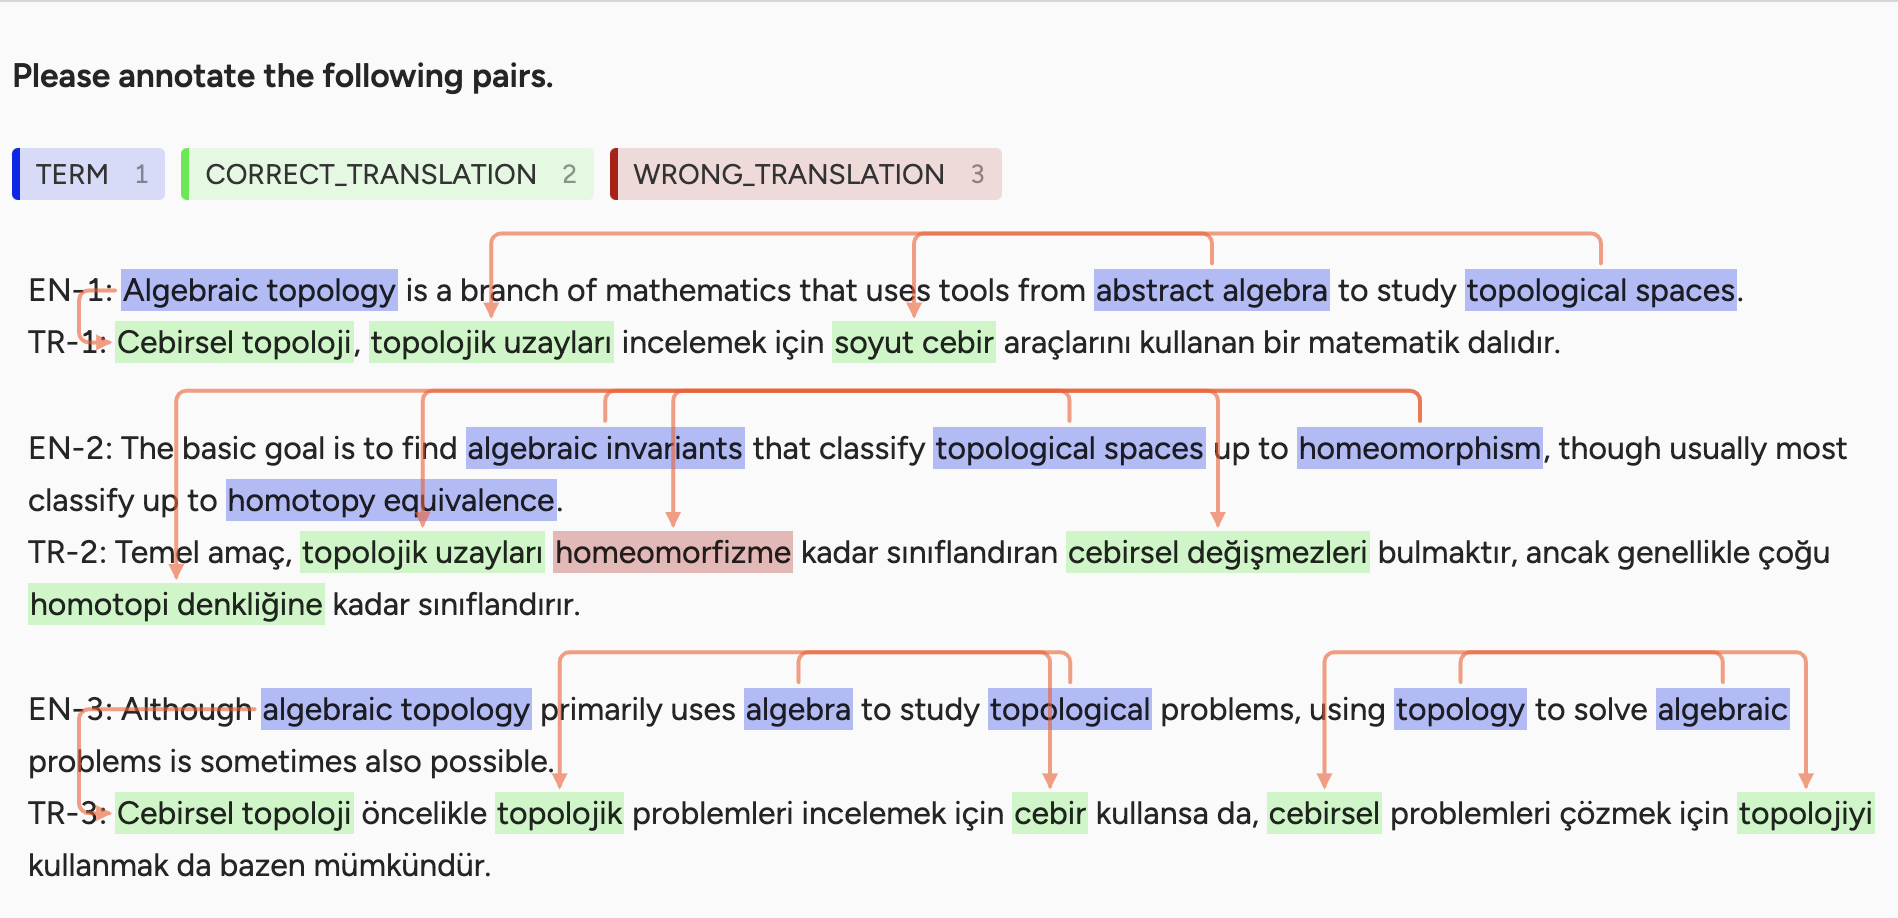 Please annotate the following pairs.
TERM 1 CORRECT_TRANSLATION 2 WRONG_TRANSLATION 3
EN-1: Algebraic topology is a branch of mathematics that uses tools from abstract algebra to study topological spaces.
TR-1: Cebirsel topoloji, topolojik uzayları incelemek için soyut cebir araçlarını kullanan bir matematik dalıdır.
EN-2: The basic goal is to find algebraic invariants that classify topological spaces up to homeomorphism, though usually most
classify up to homotopy equivalence.
TR-2: Temel amaç, topolojik uzayları homeomorfizme kadar sınıflandıran cebirsel değişmezleri bulmaktır, ancak genellikle çoğu
homotopi denkliğine kadar sınıflandırır.
EN-3: Although algebraic topology primarily uses algebra to study topological problems, using topology to solve algebraic
problems is sometimes also possible.
TR-3: Cebirsel topoloji öncelikle topolojik problemleri incelemek için cebir kullansa da, cebirsel problemleri çözmek için topolojiyi
kullanmak da bazen mümkündür.